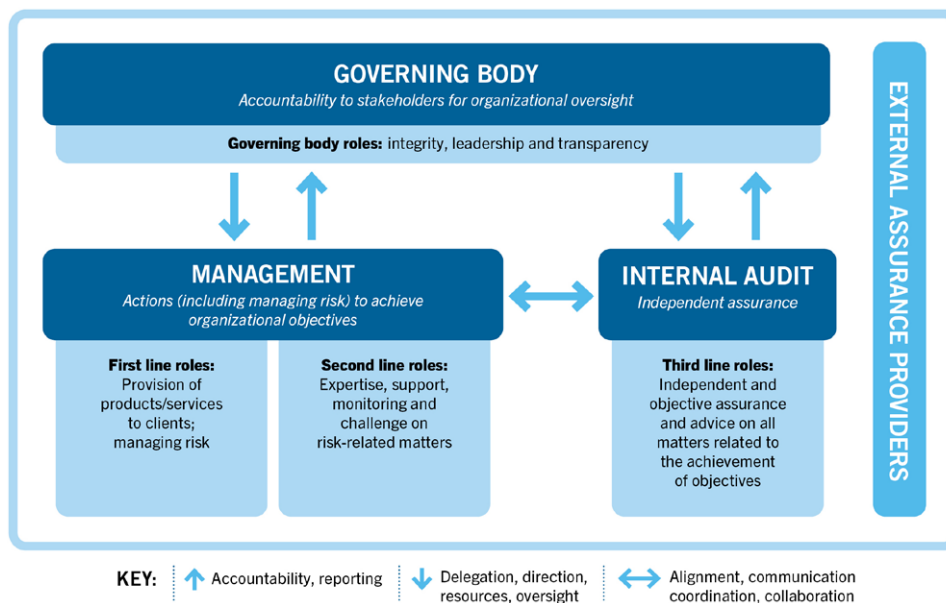 GOVERNING BODY
Accountability to stakeholders for organizational oversight
Governing body roles: integrity, leadership and transparency
MANAGEMENT
Actions (including managing risk) to achieve
organizational objectives
First line roles:
Provision of
products/services
to clients;
managing risk
Second line roles:
Expertise, support,
monitoring and
challenge on
risk-related matters
INTERNAL AUDIT
Independent assurance
Third line roles:
Independent and
objective assurance
and advice on all
matters related to
the achievement
of objectives
EXTERNAL ASSURANCE PROVIDERS
KEY:
Accountability, reporting
Delegation, direction,
resources, oversight
Alignment, communication
coordination, collaboration